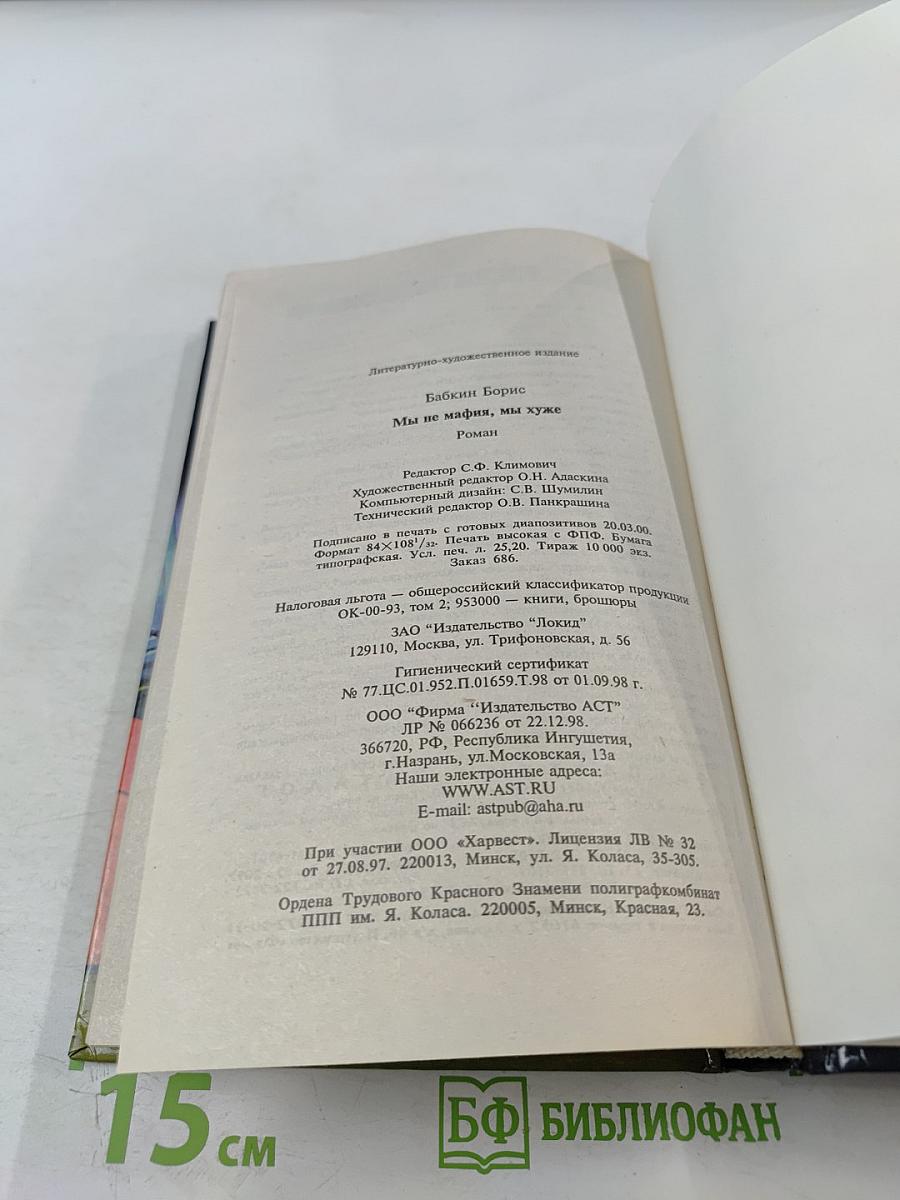 Литературно-художественное издание
Бабкин Борис
Мы не мафия, мы хуже
Роман
Редактор С.Ф. Климович
Художественный редактор О.Н. Адаскина
Компьютерный дизайн: С.В. Шумилин
Технический редактор О.В. Панкрашина
Подписано в печать с готовых диапозитивов 20.03.00.
Формат 84×108¹/₃₂. Печать высокая с ФПФ. Бумага
типографская. Усл. печ. л. 25,20. Тираж 10 000 экз.
Заказ 686.
Налоговая льгота — общероссийский классификатор продукции
ОК-00-93, том 2; 953000 — книги, брошюры
ЗАО “Издательство “Локид”
129110, Москва, ул. Трифоновская, д. 56
Гигиенический сертификат
№ 77.ЦС.01.952.П.01659.Т.98 от 01.09.98 г.
ООО “Фирма “Издательство АСТ”
ЛР № 066236 от 22.12.98.
366720, РФ, Республика Ингушетия,
г.Назрань, ул.Московская, 13а
Наши электронные адреса:
WWW.AST.RU
E-mail: astpub@aha.ru
При участии ООО «Харвест». Лицензия ЛВ № 32
от 27.08.97. 220013, Минск, ул. Я. Коласа, 35-305.
Ордена Трудового Красного Знамени полиграфкомбинат
ППП им. Я. Коласа. 220005, Минск, Красная, 23.
15 см
БФ БИБЛИОФАН